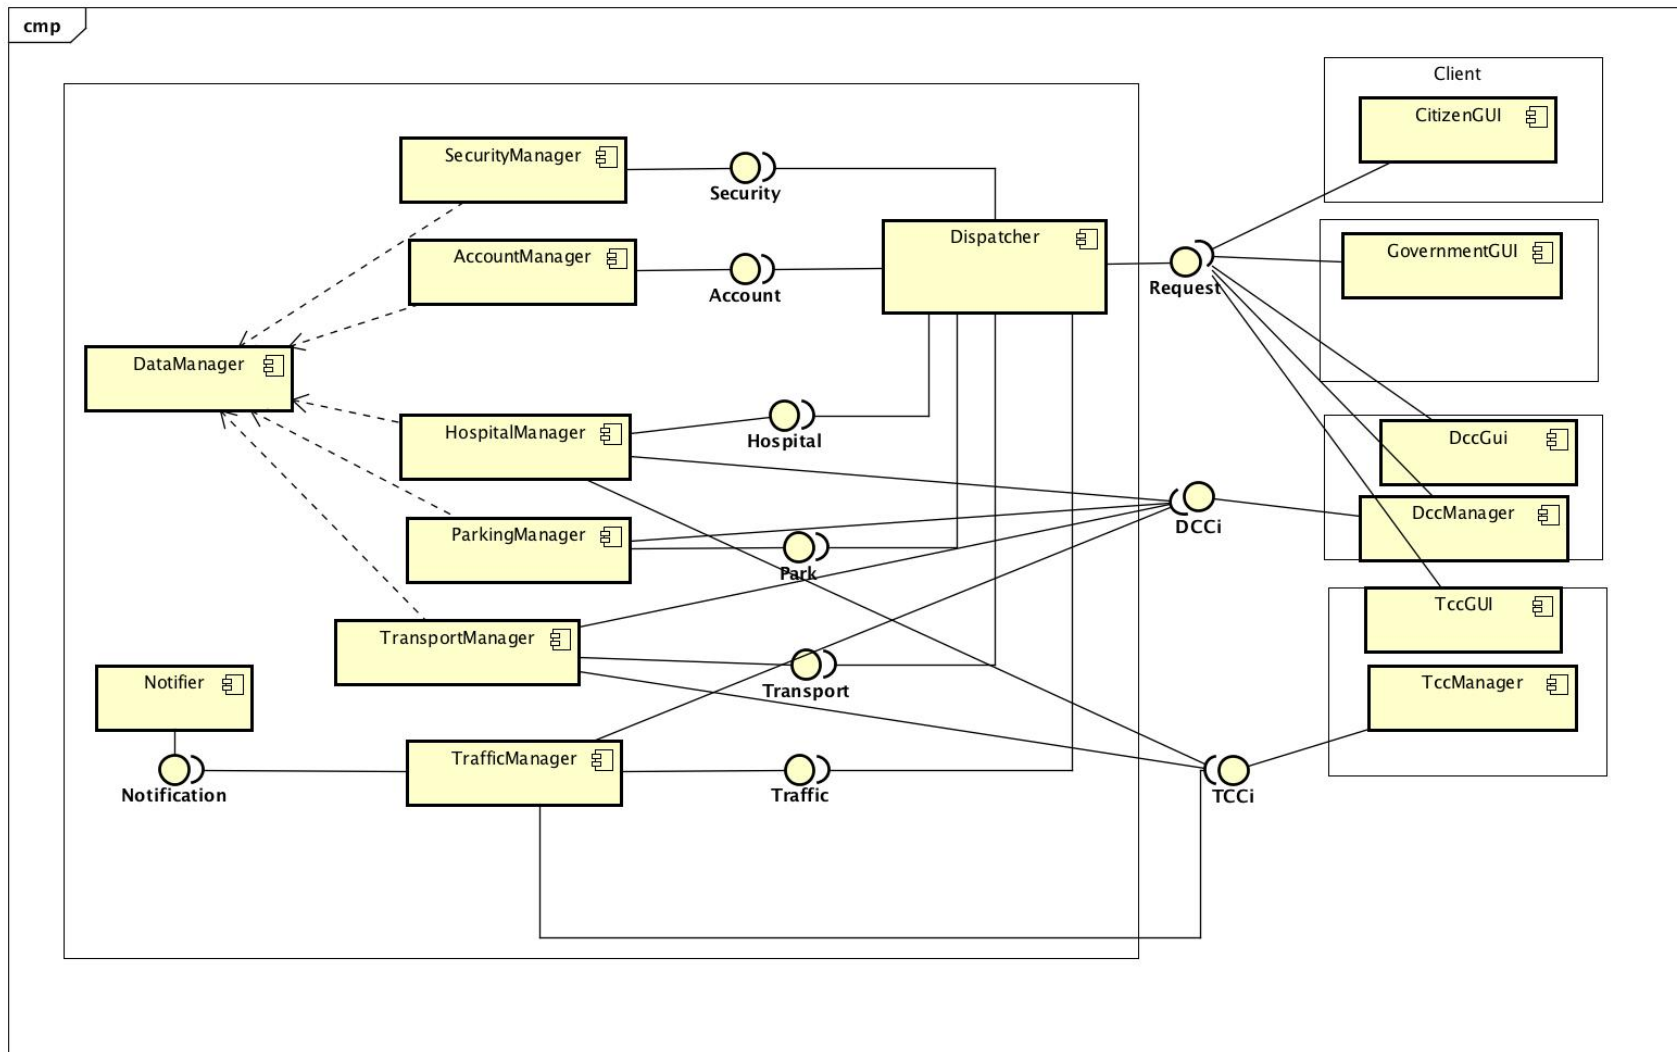 cmp
Client
CitizenGUI
SecurityManager
Security
Dispatcher
GovernmentGUI
AccountManager
Account
Request
DataManager
HospitalManager
Hospital
DccGui
DccManager
DCCi
ParkingManager
Park
TccGUI
TransportManager
Transport
Notifier
TccManager
TrafficManager
Notification
Traffic
TCCi